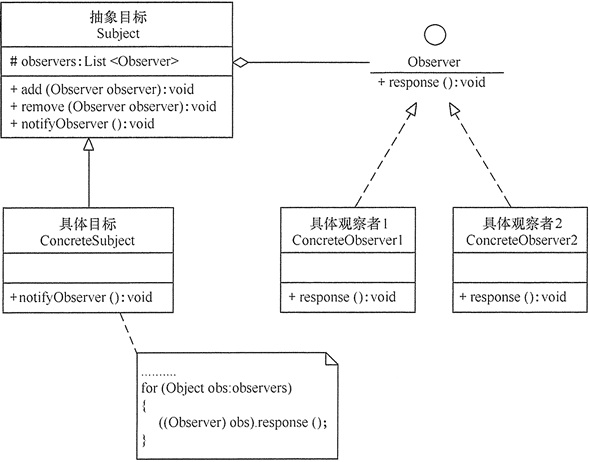 抽象目标
Subject
# observers:List <Observer>
+ add (Observer observer):void
+ remove (Observer observer):void
+ notifyObserver ():void
Observer
+ response ():void
具体目标
ConcreteSubject
+notifyObserver ():void
具体观察者1
ConcreteObserver1
+ response ():void
具体观察者2
ConcreteObserver2
+ response ():void
..........
for (Object obs:observers)
{
((Observer) obs).response ();
}